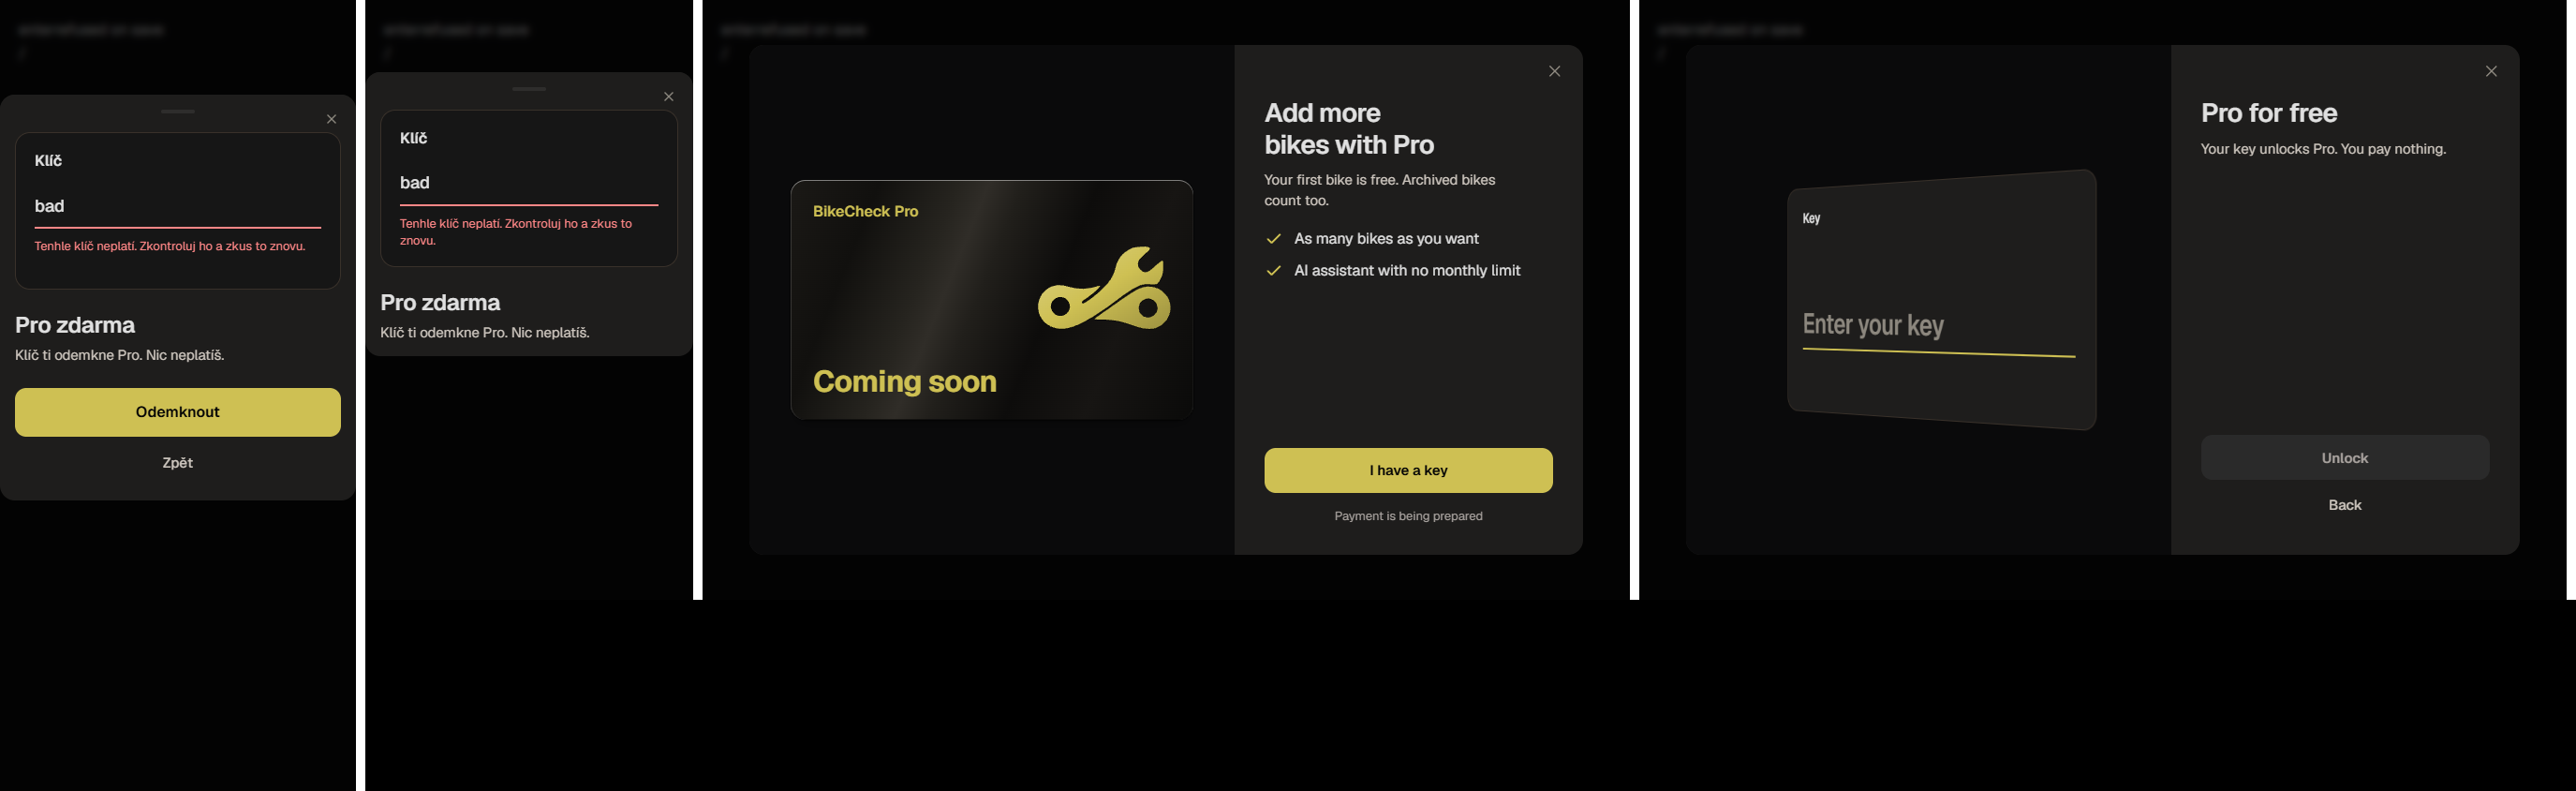 Klíč
bad
Tenhle klíč neplatí. Zkontroluj ho a zkus to znovu.
Pro zdarma
Klíč ti odemkne Pro. Nic neplatíš.
Odemknout
Zpět
Klíč
bad
Tenhle klíč neplatí. Zkontroluj ho a zkus to
znovu.
Pro zdarma
Klíč ti odemkne Pro. Nic neplatíš.
BikeCheck Pro
Coming soon
Add more
bikes with Pro
Your first bike is free. Archived bikes
count too.
As many bikes as you want
AI assistant with no monthly limit
I have a key
Payment is being prepared
Key
Enter your key
Pro for free
Your key unlocks Pro. You pay nothing.
Unlock
Back